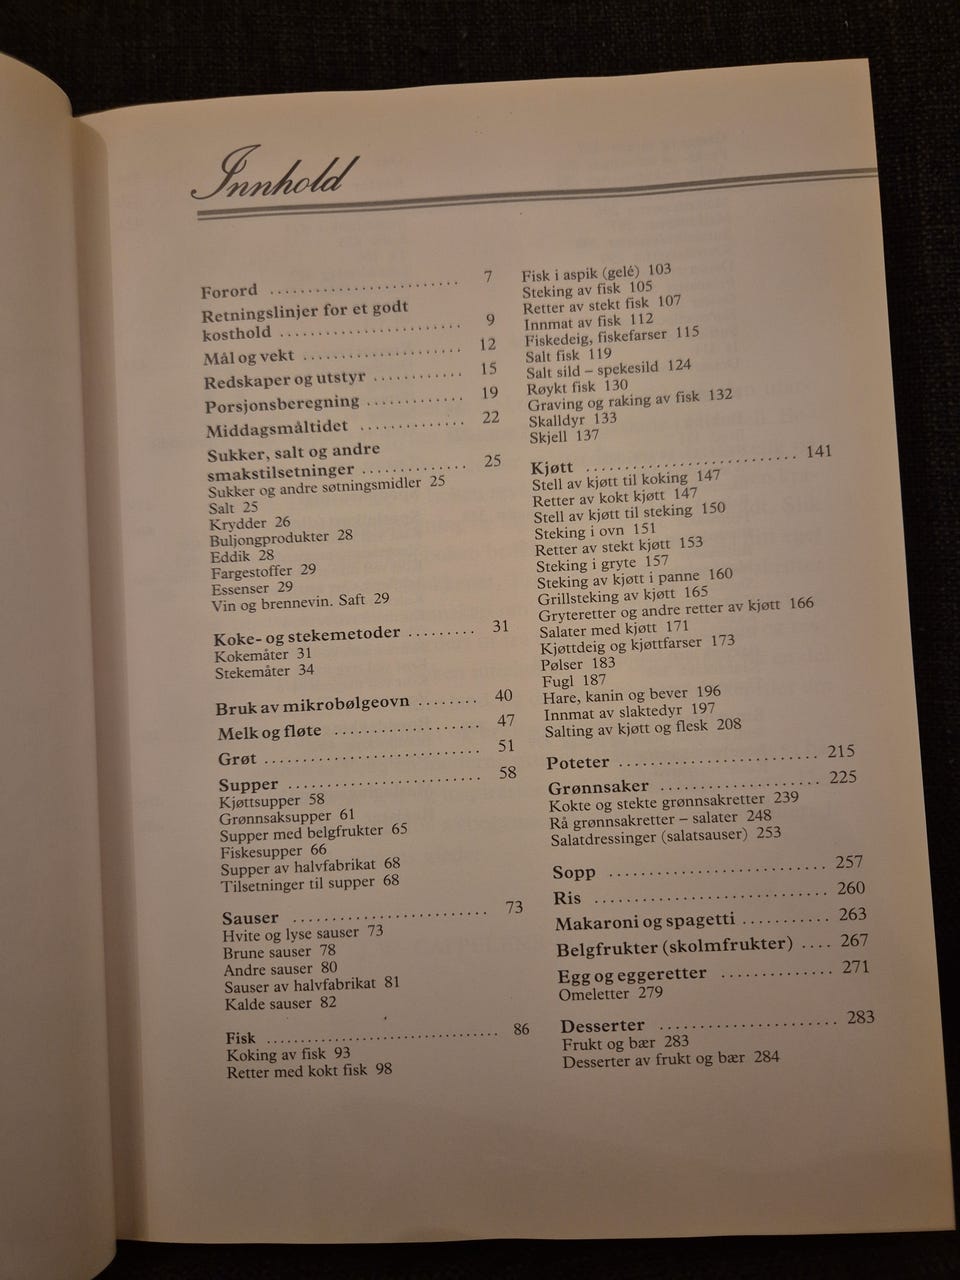 Innhold
Forord ........................ 7
Retningslinjer for et godt
kosthold ........................ 9
Mål og vekt .................... 12
Redskaper og utstyr ............ 15
Porsjonsberegning ............. 19
Middagsmåltidet .............. 22
Sukker, salt og andre
smakstilsetninger .............. 25
Sukker og andre søtningsmidler 25
Salt 25
Krydder 26
Buljongprodukter 28
Eddik 28
Fargestoffer 29
Essenser 29
Vin og brennevin. Saft 29
Koke- og stekemetoder ......... 31
Kokemåter 31
Stekemåter 34
Bruk av mikrobølgeovn ........ 40
Melk og fløte .................. 47
Grøt ............................ 51
Supper ......................... 58
Kjøttsupper 58
Grønnsaksupper 61
Supper med belgfrukter 65
Fiskesupper 66
Supper av halvfabrikat 68
Tilsetninger til supper 68
Sauser ......................... 73
Hvite og lyse sauser 73
Brune sauser 78
Andre sauser 80
Sauser av halvfabrikat 81
Kalde sauser 82
Fisk ............................. 86
Koking av fisk 93
Retter med kokt fisk 98
Fisk i aspik (gelé) 103
Steking av fisk 105
Retter av stekt fisk 107
Innmat av fisk 112
Fiskedeig, fiskefarser 115
Salt fisk 119
Salt sild – spekesild 124
Røykt fisk 130
Graving og raking av fisk 132
Skalldyr 133
Skjell 137
Kjøtt .......................... 141
Stell av kjøtt til koking 147
Retter av kokt kjøtt 147
Stell av kjøtt til steking 150
Steking i ovn 151
Retter av stekt kjøtt 153
Steking i gryte 157
Steking av kjøtt i panne 160
Grillsteking av kjøtt 165
Gryteretter og andre retter av kjøtt 166
Salater med kjøtt 171
Kjøttdeig og kjøttfarser 173
Pølser 183
Fugl 187
Hare, kanin og bever 196
Innmat av slaktedyr 197
Salting av kjøtt og flesk 208
Poteter ........................ 215
Grønnsaker ................... 225
Kokte og stekte grønnsakretter 239
Rå grønnsakretter – salater 248
Salatdressinger (salatsauser) 253
Sopp .......................... 257
Ris ............................ 260
Makaroni og spagetti ........... 263
Belgfrukter (skolmfrukter) .... 267
Egg og eggeretter .............. 271
Omeletter 279
Desserter ...................... 283
Frukt og bær 283
Desserter av frukt og bær 284